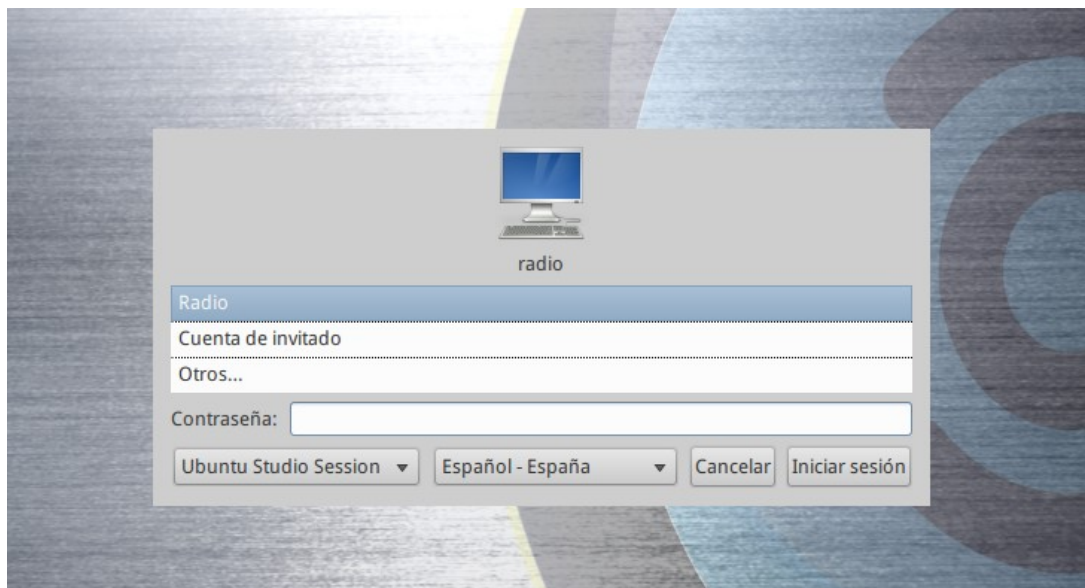 radio
Radio
Cuenta de invitado
Otros...
Contraseña:
Ubuntu Studio Session Español - España Cancelar Iniciar sesión